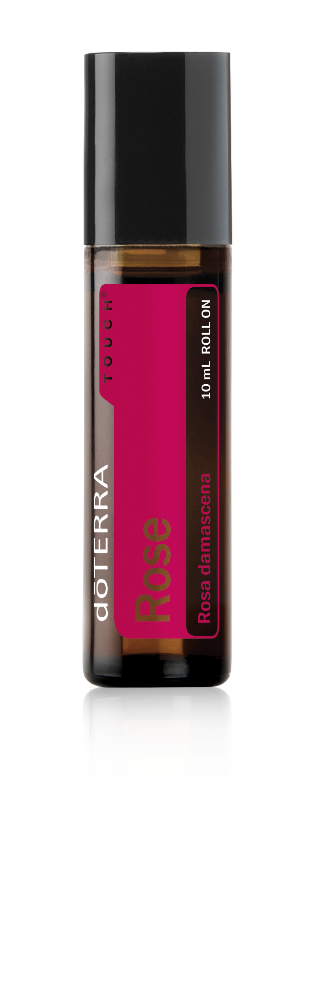 dōTERRA
TOUCH®
Rose
Rosa damascena
10 mL ROLL ON